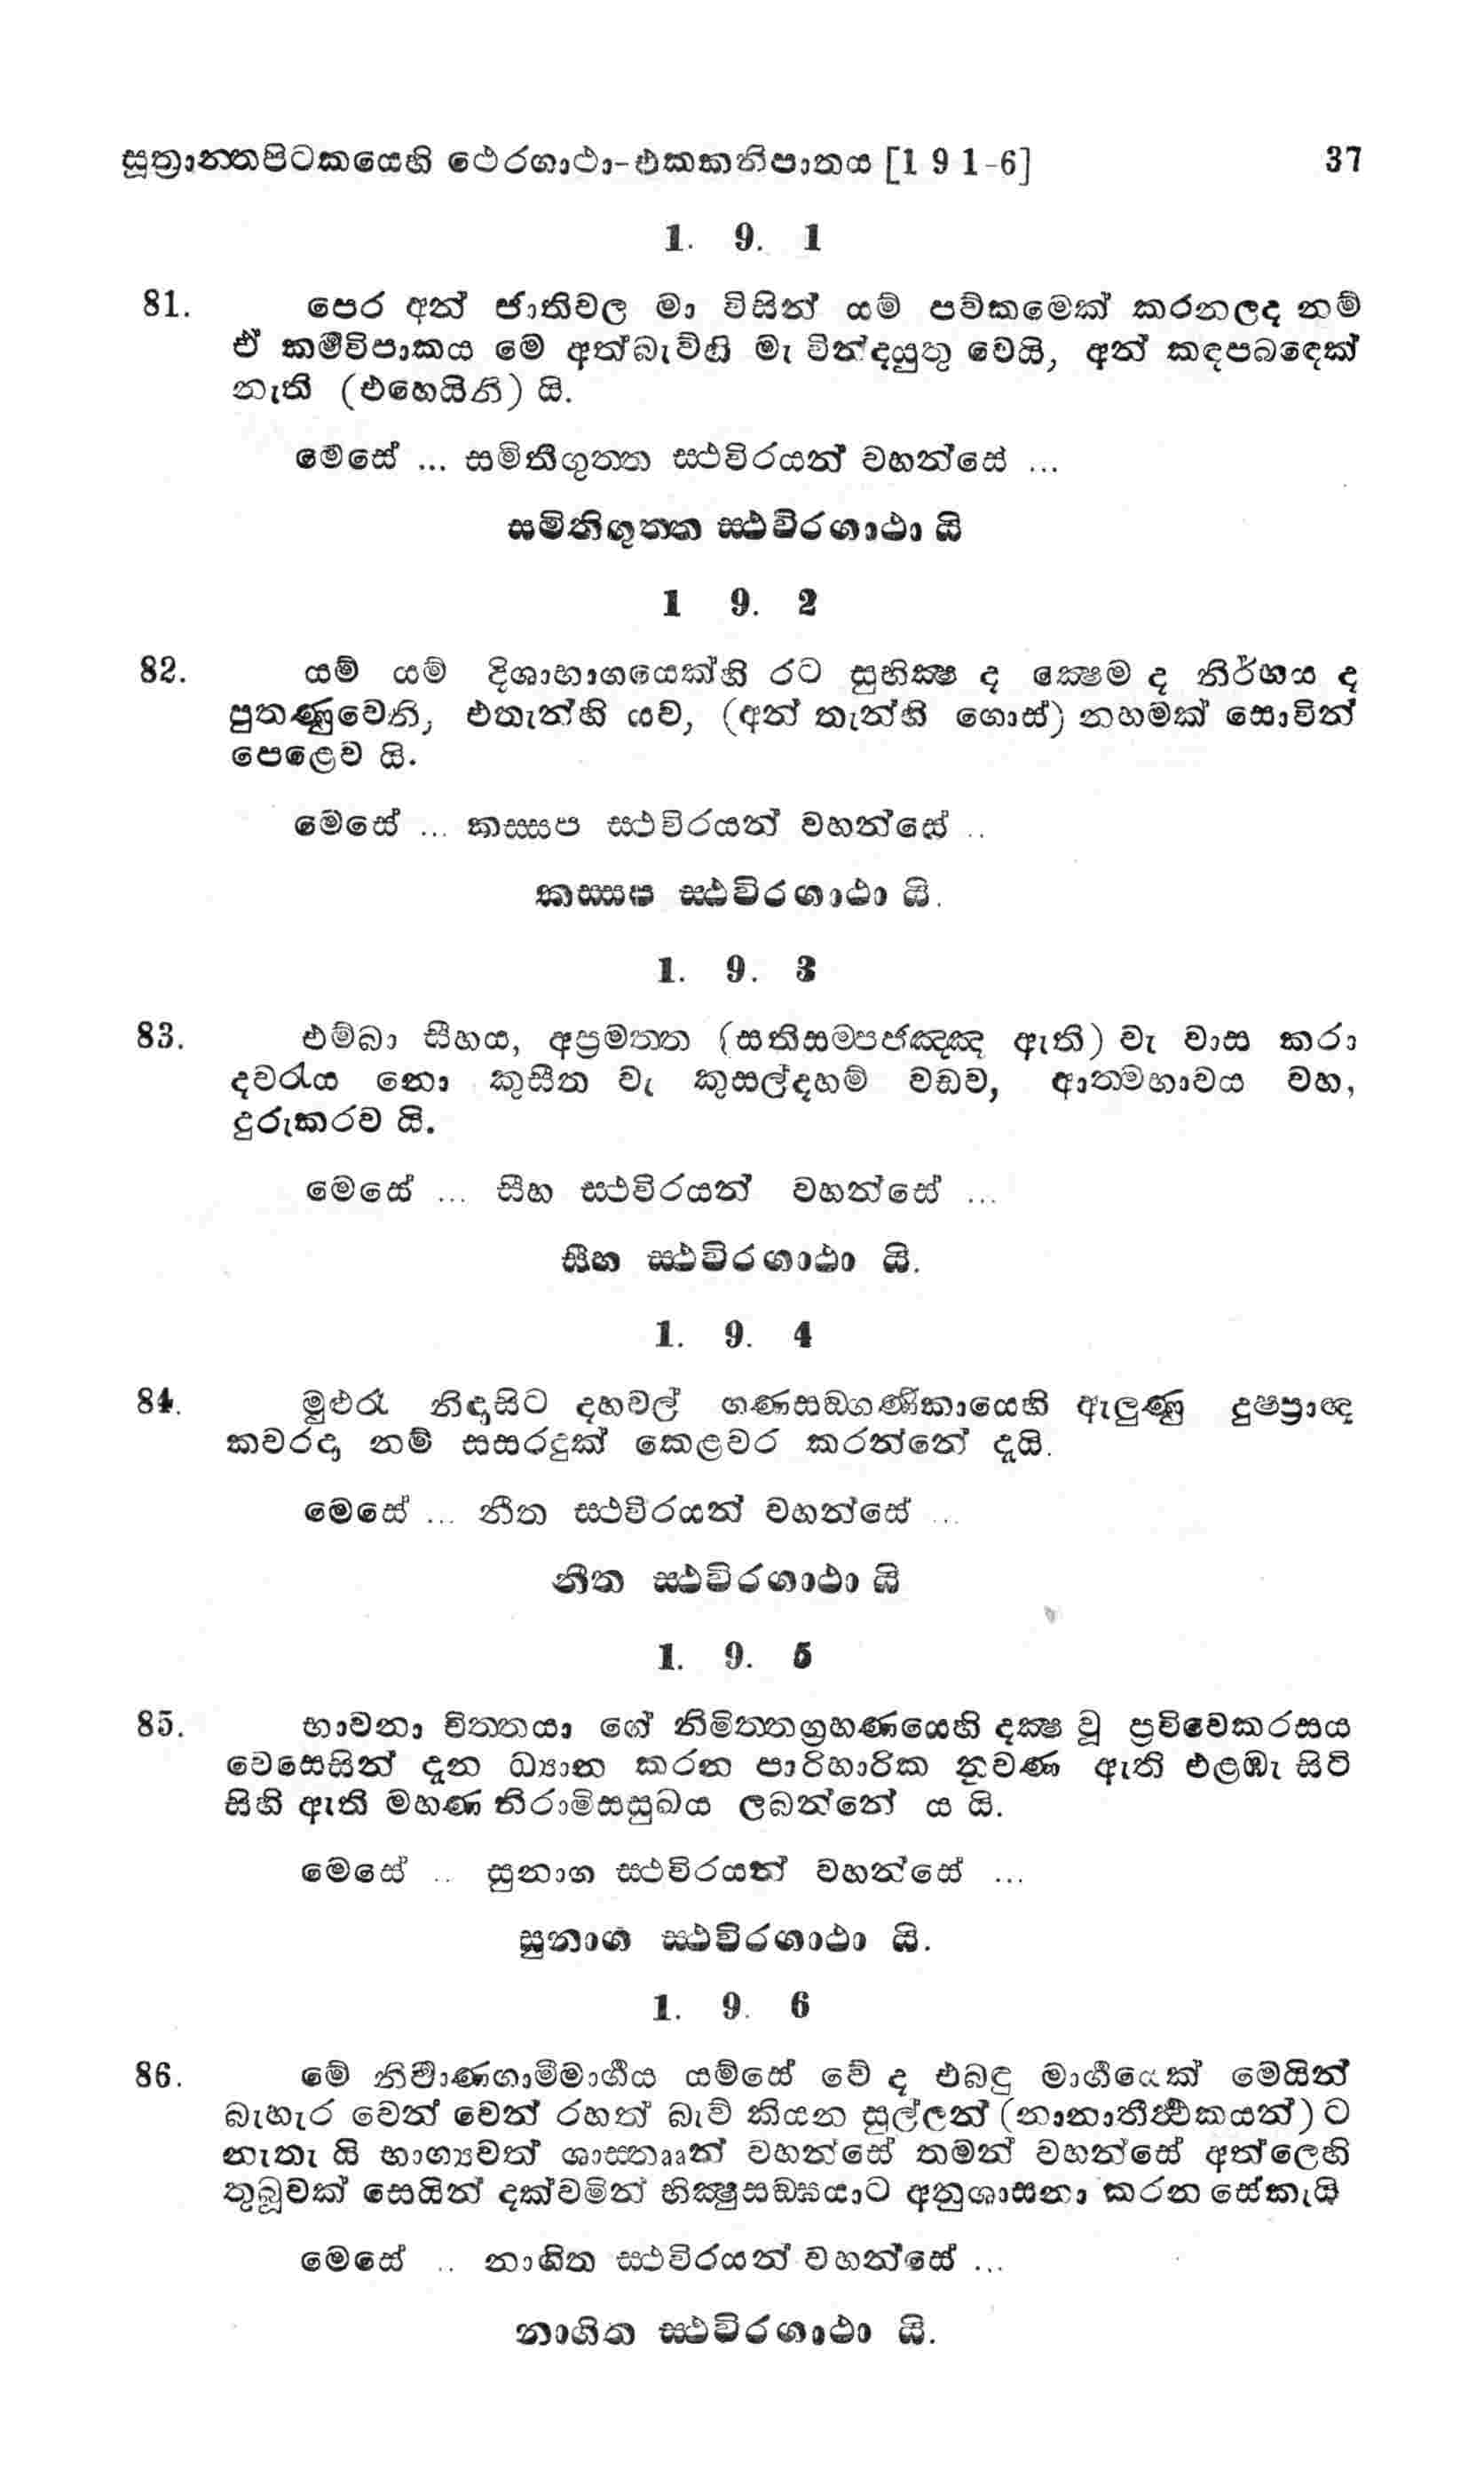 සූත්‍රාන්තපිටකයෙහි ථෙරගාථා-එකකනිපාතය [1 9 1-6] 37
1. 9. 1
81. පෙර අන් ජාතිවල මා විසින් යම් පව්කමෙක් කරනලද නම්
ඒ කර්‍මවිපාකය මෙ අත්බැව්හි මැ වින්දයුතු වෙයි, අන් කඳපබඳෙක්
නැති (එහෙයිනි) යි.
මෙසේ ... සමිතිගුත්ත ස්ථවිරයන් වහන්සේ ...
සමිතිගුත්ත ස්ථවිරගාථා යි
1 9. 2
82. යම් යම් දිශාභාගයෙක්හි රට සුභික්‍ෂ ද ක්‍ෂෙම ද නිර්භය ද
පුතණුවෙනි, එතැන්හි යව, (අන් තැන්හි ගොස්) නහමක් සොවින්
පෙළෙව යි.
මෙසේ ... කස්සප ස්ථවිරයන් වහන්සේ ..
කස්සප ස්ථවිරගාථා යි.
1. 9. 3
83. එම්බා සීහය, අප්‍රමත්ත (සතිසම්පජඤ්ඤ ඇති) වැ වාස කරා
දවරැය නො කුසීත වැ කුසල්දහම් වඩව, ආත්මභාවය වහ,
දුරුකරව යි.
මෙසේ ... සීහ ස්ථවිරයන් වහන්සේ ...
සීහ ස්ථවිරගාථා යි.
1. 9. 4
84. මුළුරෑ නිඳාසිට දහවල් ගණසඞ්ගණිකායෙහි ඇලුණු දුෂ්ප්‍රාඥ
කවරදා නම් සසරදුක් කෙළවර කරන්නේ දැයි.
මෙසේ ... නීත ස්ථවිරයන් වහන්සේ ...
නීත ස්ථවිරගාථා යි
1. 9. 5
85. භාවනා චිත්තයා ගේ නිමිත්තග්‍රහණයෙහි දක්‍ෂ වූ ප්‍රවිවෙකරසය
වෙසෙසින් දැන ධ්‍යාන කරන පාරිහාරික නුවණ ඇති එළඹැ සිටි
සිහි ඇති මහණ නිරාමිසසුඛය ලබන්නේ ය යි.
මෙසේ .. සුනාග ස්ථවිරයන් වහන්සේ ...
සුනාග ස්ථවිරගාථා යි.
1. 9. 6
86. මේ නිර්‍වාණගාමීමාර්‍ගය යම්සේ වේ ද එබඳු මාර්‍ගයෙක් මෙයින්
බැහැර වෙන් වෙන් රහත් බැව් කියන සුල්ලන් (නානාතීර්‍ථකයන්) ට
නැතැ යි භාග්‍යවත් ශාස්තෲන් වහන්සේ තමන් වහන්සේ අත්ලෙහි
තුබූවක් සෙයින් දක්වමින් භික්‍ෂුසඞ්ඝයාට අනුශාසනා කරන සේකැයි
මෙසේ .. නාගිත ස්ථවිරයන් වහන්සේ ...
නාගිත ස්ථවිරගාථා යි.